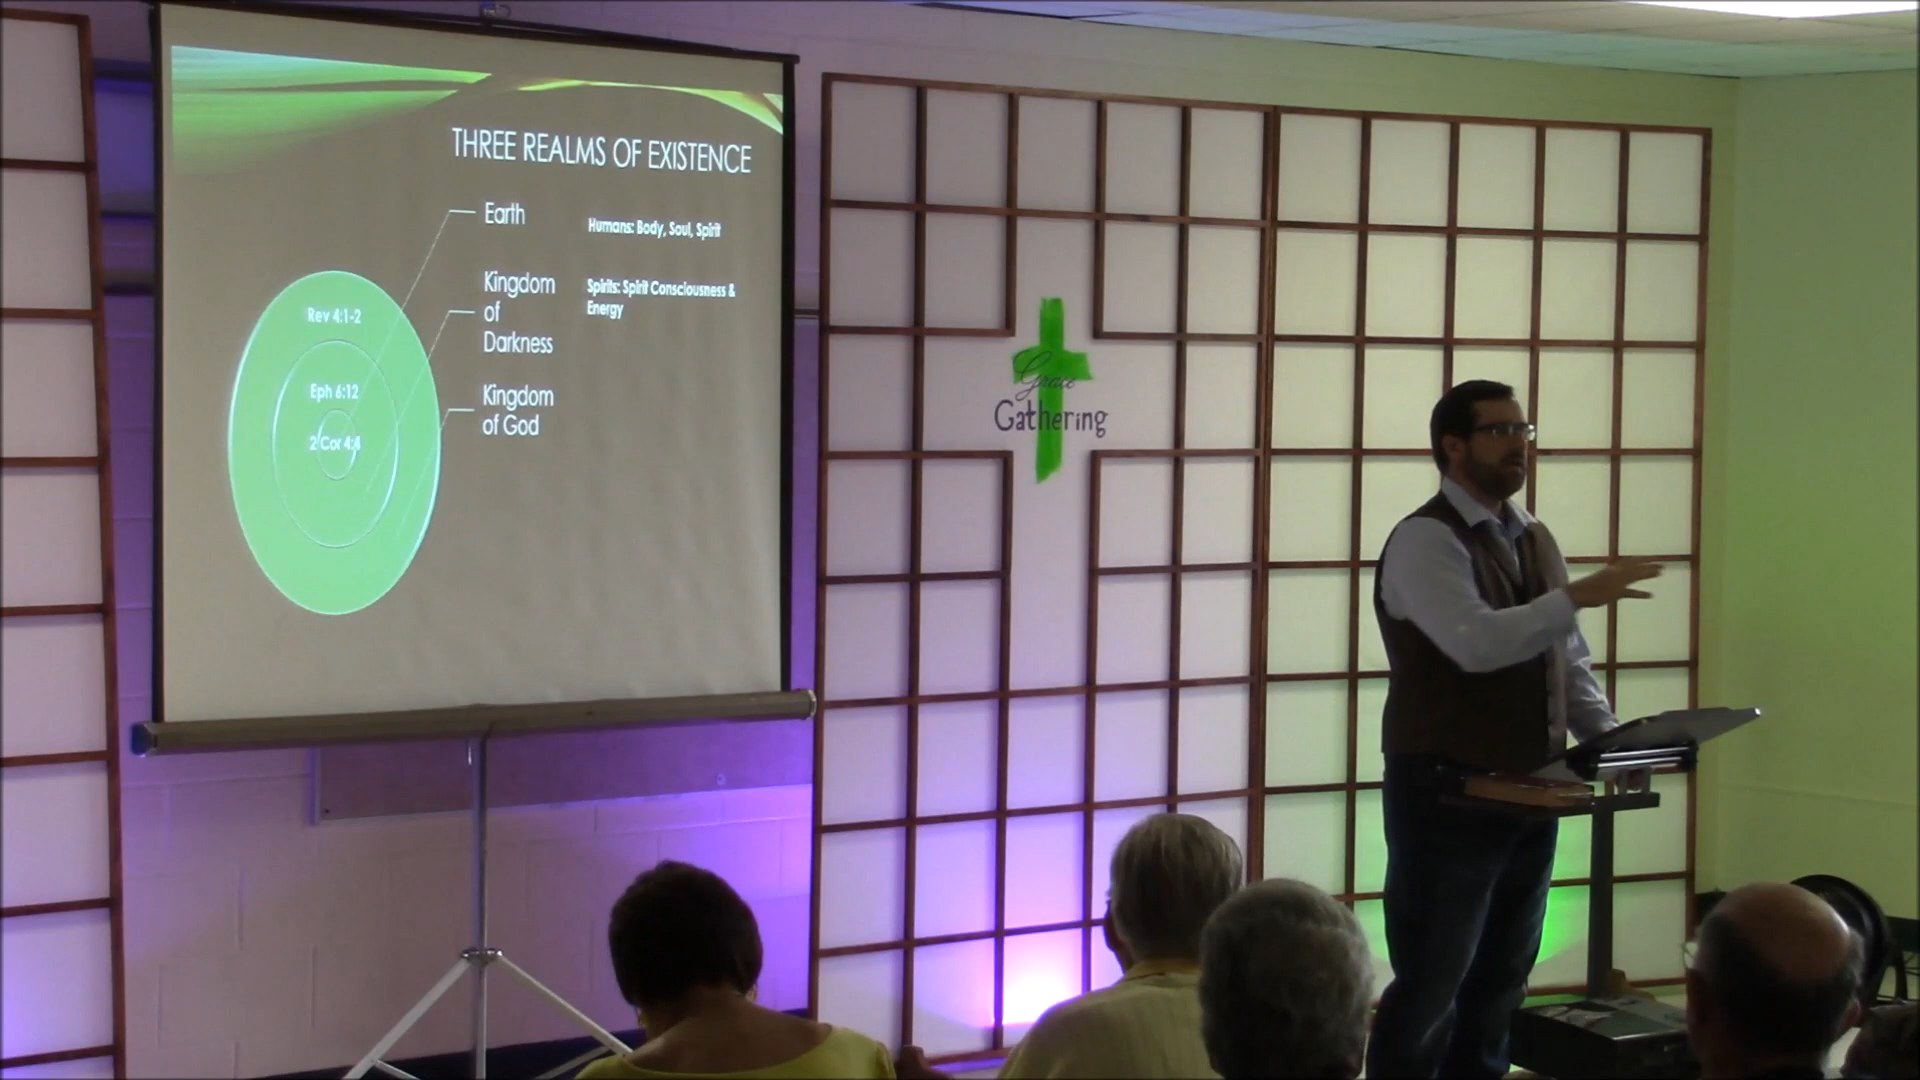 THREE REALMS OF EXISTENCE
Earth
Humans: Body, Soul, Spirit
Kingdom
of
Darkness
Spirits: Spirit Consciousness &
Energy
Kingdom
of God
Rev 4:1-2
Eph 6:12
2 Cor 4:4
Grace
Gathering